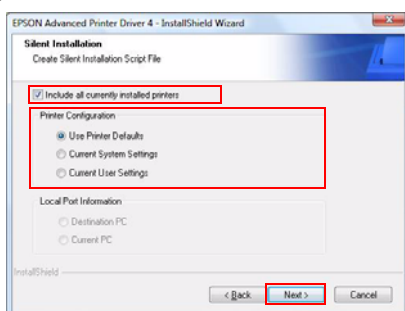 EPSON Advanced Printer Driver 4 - InstallShield Wizard
Silent Installation
Create Silent Installation Script File
Include all currently installed printers
Printer Configuration
Use Printer Defaults
Current System Settings
Current User Settings
Local Port Information
Destination PC
Current PC
InstallShield
< Back Next > Cancel